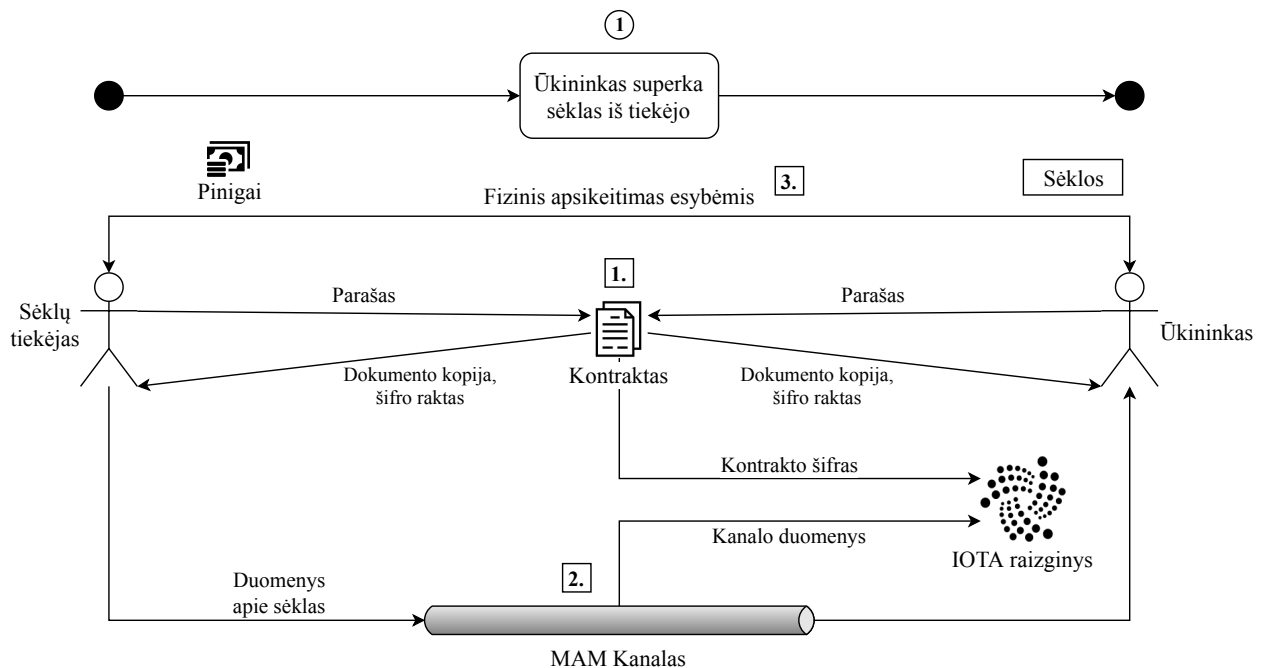 1
Ūkininkas superka
sėklas iš tiekėjo
Pinigai
Fizinis apsikeitimas esybėmis
3.
Sėklos
1.
Sėklų
tiekėjas
Parašas
Parašas
Ūkininkas
Dokumento kopija,
šifro raktas
Kontraktas
Dokumento kopija,
šifro raktas
Kontrakto šifras
Kanalo duomenys
IOTA raizginys
Duomenys
apie sėklas
2.
MAM Kanalas